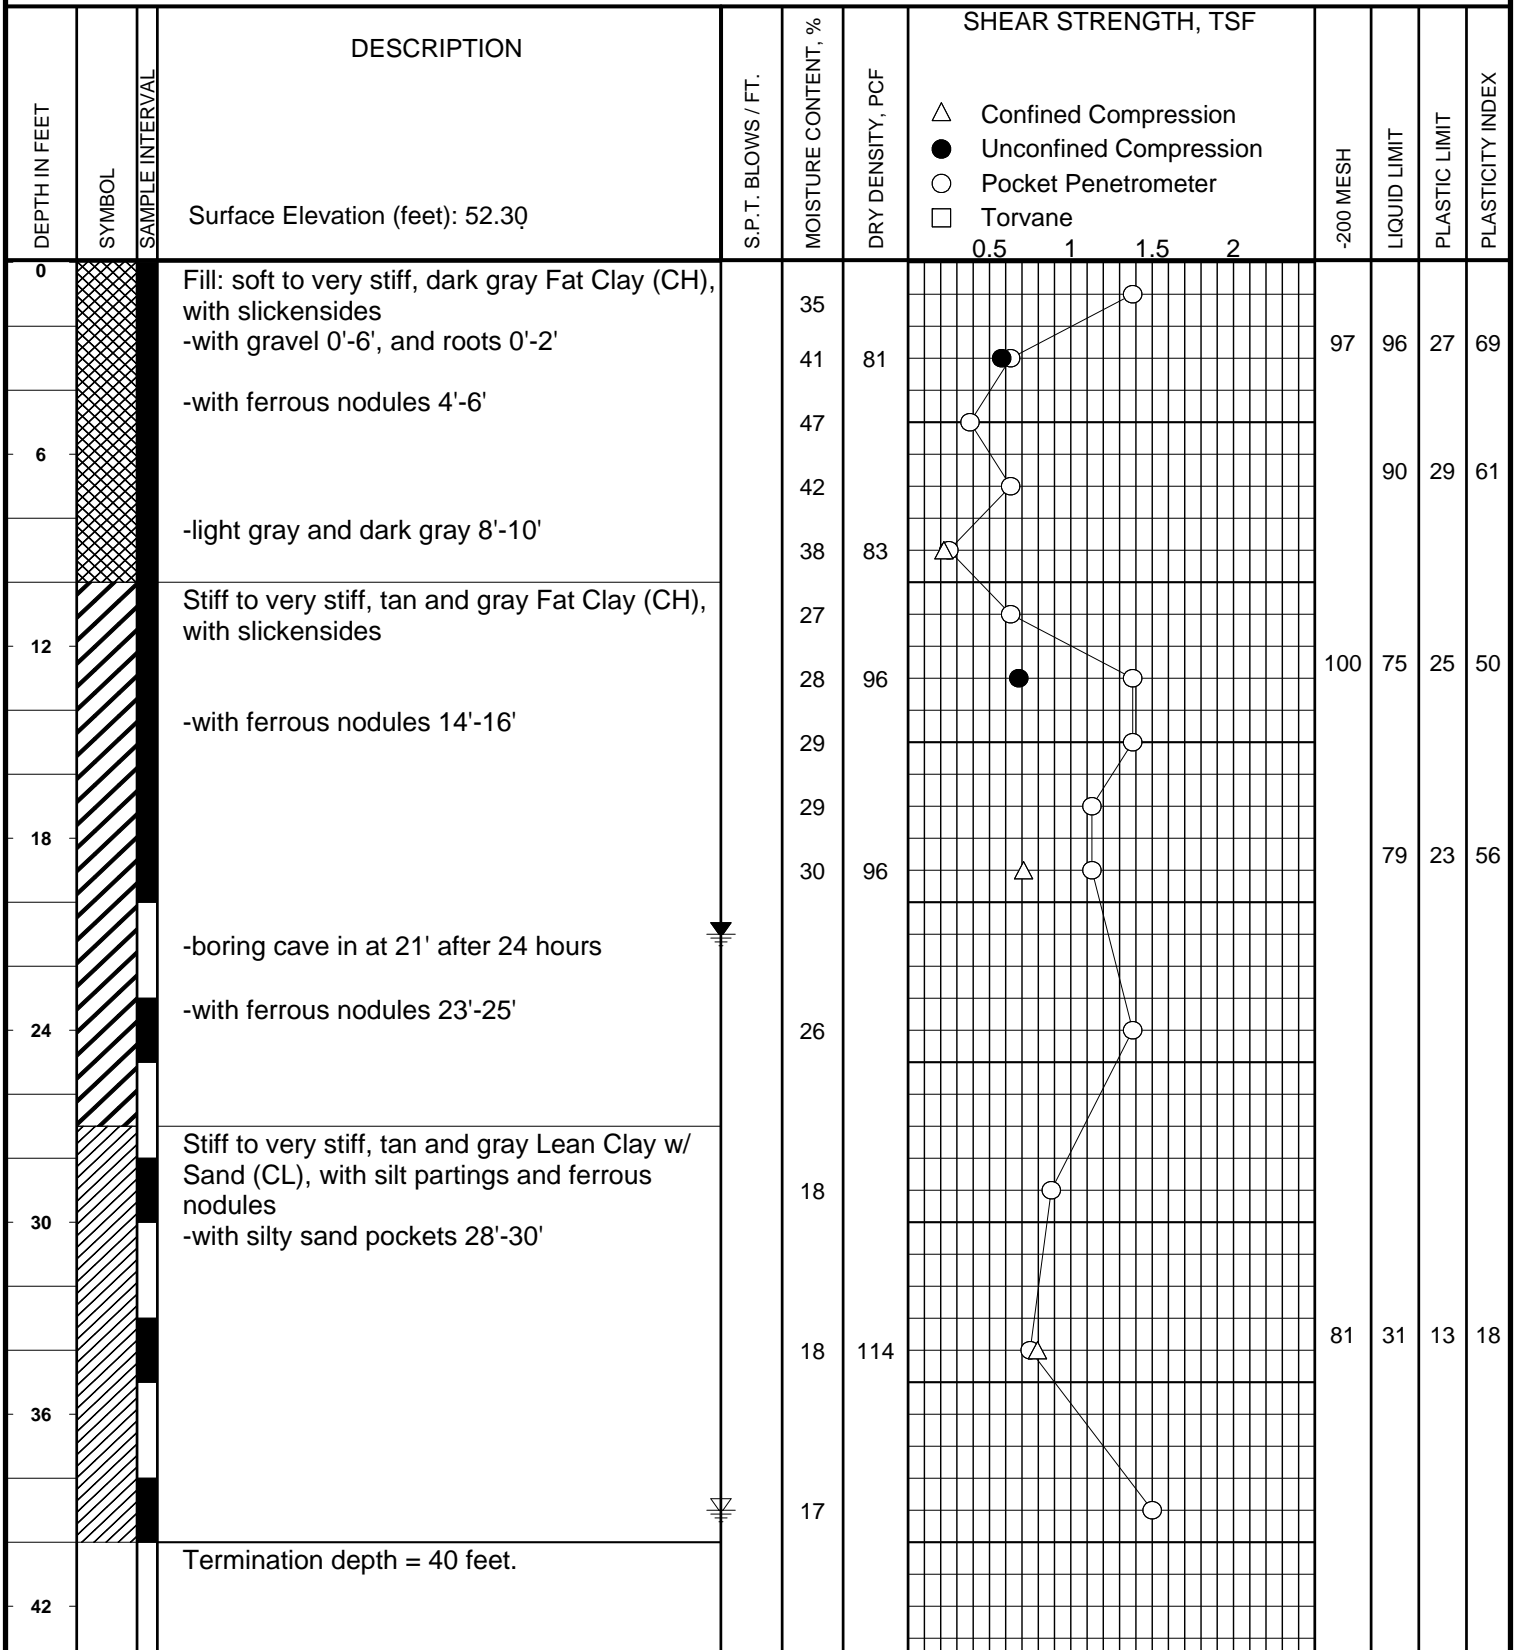 DEPTH IN FEET
SYMBOL
SAMPLE INTERVAL
DESCRIPTION
Surface Elevation (feet): 52.30
S.P.T. BLOWS / FT.
MOISTURE CONTENT, %
DRY DENSITY, PCF
SHEAR STRENGTH, TSF
Confined Compression
Unconfined Compression
Pocket Penetrometer
Torvane
0.5 1 1.5 2
-200 MESH
LIQUID LIMIT
PLASTIC LIMIT
PLASTICITY INDEX
0
Fill: soft to very stiff, dark gray Fat Clay (CH),
with slickensides
35
-with gravel 0'-6', and roots 0'-2'
97 96 27 69
41 81
-with ferrous nodules 4'-6'
47
6
90 29 61
42
-light gray and dark gray 8'-10'
38 83
Stiff to very stiff, tan and gray Fat Clay (CH),
27
with slickensides
12
100 75 25 50
28 96
-with ferrous nodules 14'-16'
29
29
18
79 23 56
30 96
-boring cave in at 21' after 24 hours
-with ferrous nodules 23'-25'
24
26
Stiff to very stiff, tan and gray Lean Clay w/
Sand (CL), with silt partings and ferrous
18
nodules
30
-with silty sand pockets 28'-30'
81 31 13 18
18 114
36
17
Termination depth = 40 feet.
42